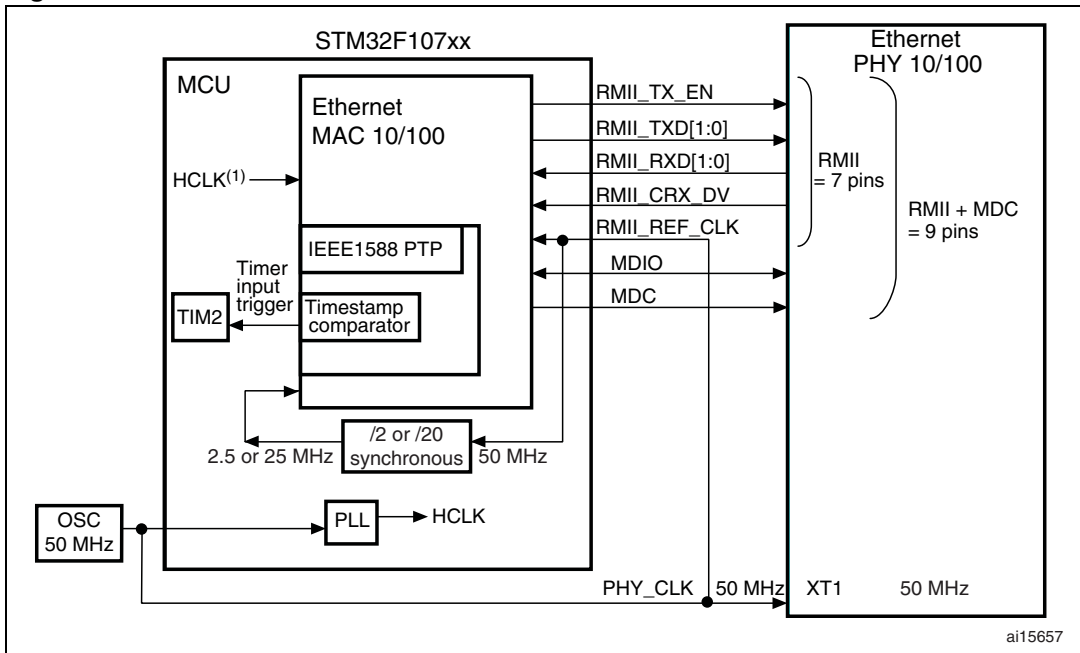 STM32F107xx
MCU
Ethernet
MAC 10/100
HCLK(1)
IEEE1588 PTP
Timer
input
trigger
TIM2
Timestamp
comparator
/2 or /20
synchronous
2.5 or 25 MHz
50 MHz
OSC
50 MHz
PLL
HCLK
RMII_TX_EN
RMII_TXD[1:0]
RMII_RXD[1:0]
RMII_CRX_DV
RMII_REF_CLK
MDIO
MDC
Ethernet
PHY 10/100
RMII
= 7 pins
RMII + MDC
= 9 pins
PHY_CLK 50 MHz
XT1 50 MHz
ai15657